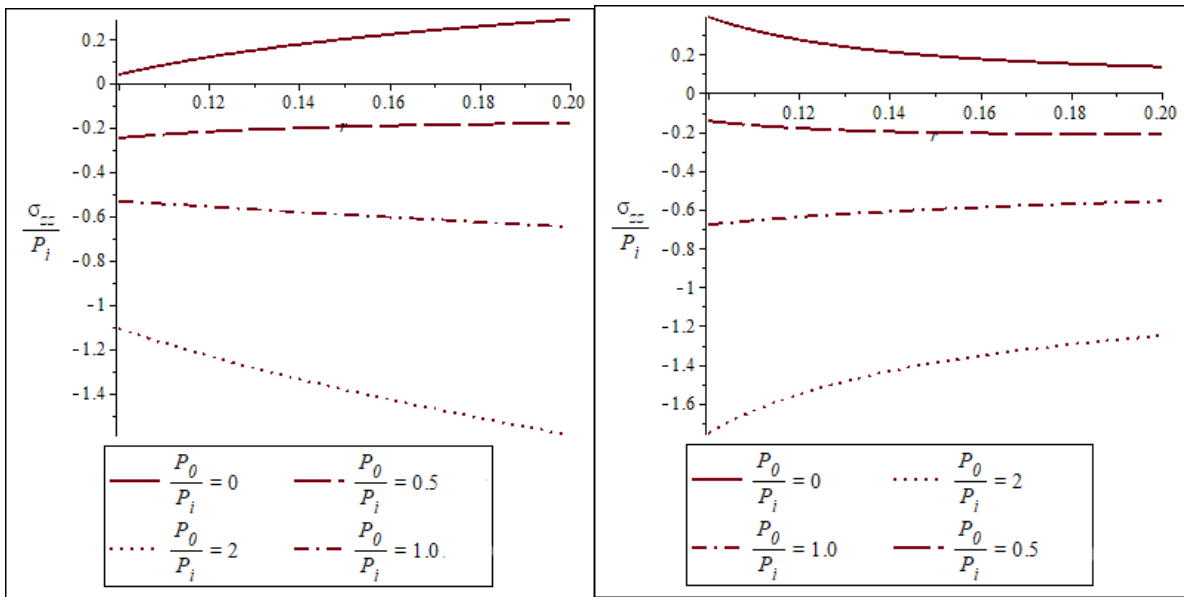 0.2
0
0.12 0.14 0.16 0.18 0.20
r
-0.2
-0.4
-0.6
-0.8
-1
-1.2
-1.4
σzz
Pi
P0
Pi = 0
P0
Pi = 0.5
P0
Pi = 2
P0
Pi = 1.0
0.2
0
0.12 0.14 0.16 0.18 0.20
r
-0.2
-0.4
-0.6
-0.8
-1
-1.2
-1.4
-1.6
σzz
Pi
P0
Pi = 0
P0
Pi = 2
P0
Pi = 1.0
P0
Pi = 0.5